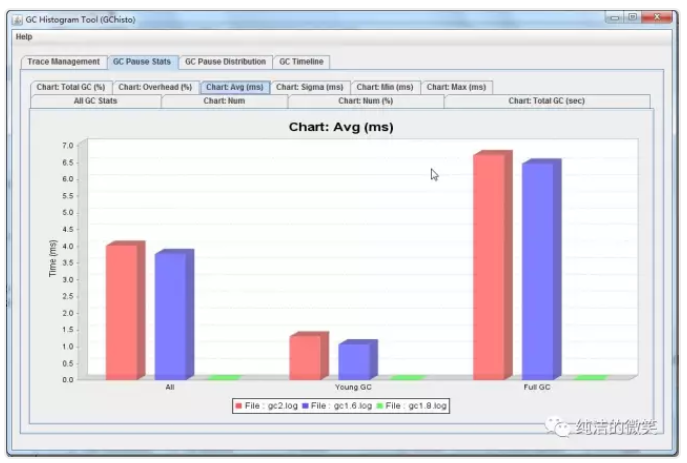 GC Histogram Tool (GChisto)
Help
Trace Management GC Pause Stats GC Pause Distribution GC Timeline
Chart: Total GC (%) Chart: Overhead (%) Chart: Avg (ms) Chart: Sigma (ms) Chart: Min (ms) Chart: Max (ms)
All GC Stats Chart: Num Chart: Num (%) Chart: Total GC (sec)
Chart: Avg (ms)
7.0
6.5
6.0
5.5
5.0
4.5
4.0
3.5
3.0
2.5
2.0
1.5
1.0
0.5
0.0
Time (ms)
All Young GC Full GC
File : gc2.log File : gc1.6.log File : gc1.8.log
纯洁的微笑